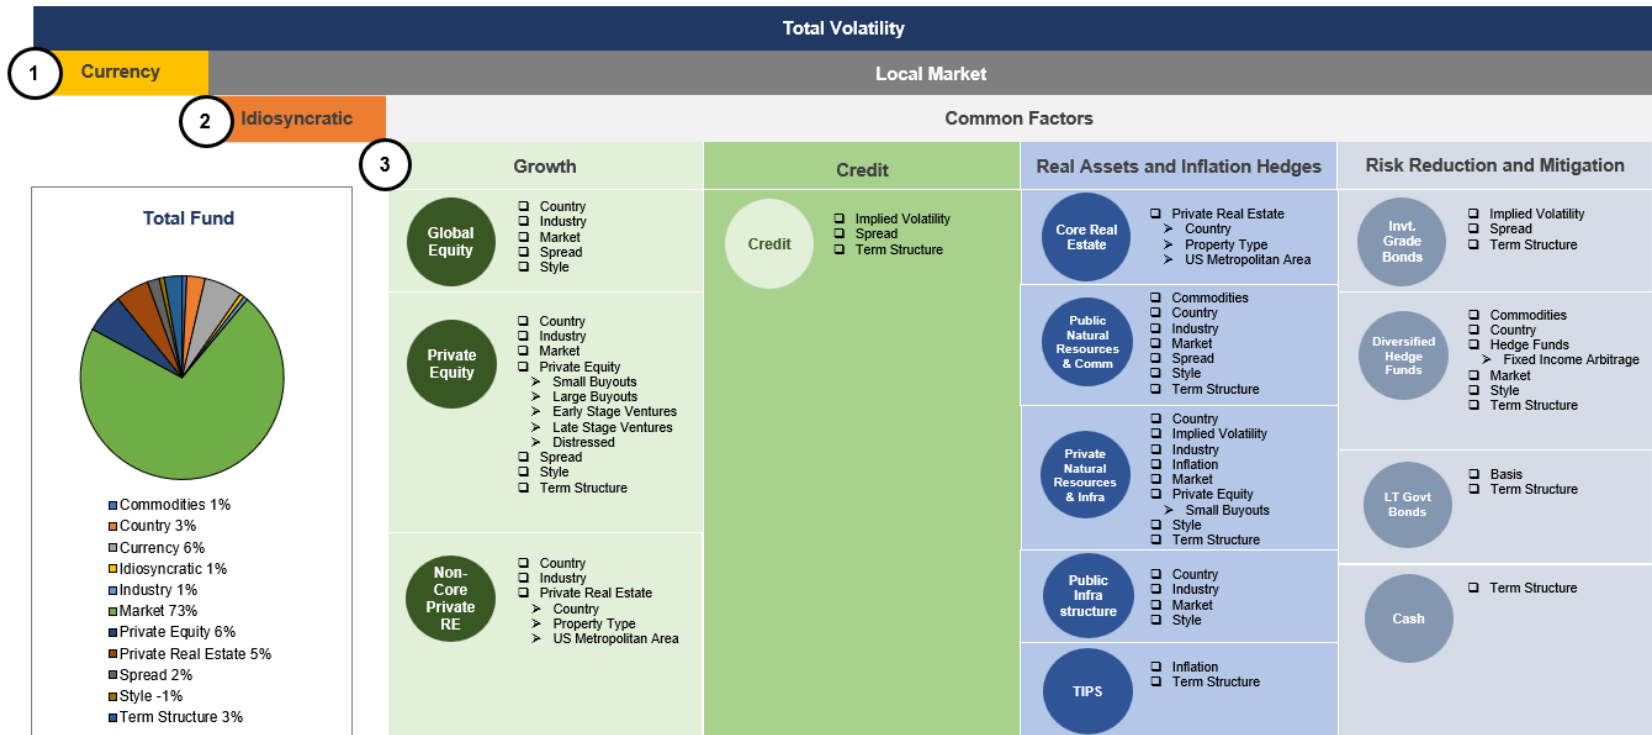 Total Volatility
1
Currency
Local Market
2
Idiosyncratic
Common Factors
3
Growth
Credit
Real Assets and Inflation Hedges
Risk Reduction and Mitigation
Total Fund
Commodities 1%
Country 3%
Currency 6%
Idiosyncratic 1%
Industry 1%
Market 73%
Private Equity 6%
Private Real Estate 5%
Spread 2%
Style -1%
Term Structure 3%
Global
Equity
Country
Industry
Market
Spread
Style
Private
Equity
Country
Industry
Market
Private Equity
Small Buyouts
Large Buyouts
Early Stage Ventures
Late Stage Ventures
Distressed
Spread
Style
Term Structure
Non-
Core
Private
RE
Country
Industry
Private Real Estate
Country
Property Type
US Metropolitan Area
Credit
Implied Volatility
Spread
Term Structure
Core Real
Estate
Private Real Estate
Country
Property Type
US Metropolitan Area
Public
Natural
Resources
& Comm
Commodities
Country
Industry
Market
Spread
Style
Term Structure
Private
Natural
Resources
& Infra
Country
Implied Volatility
Industry
Inflation
Market
Private Equity
Small Buyouts
Style
Term Structure
Public
Infra
structure
Country
Industry
Market
Style
TIPS
Inflation
Term Structure
Invt.
Grade
Bonds
Implied Volatility
Spread
Term Structure
Diversified
Hedge
Funds
Commodities
Country
Hedge Funds
Fixed Income Arbitrage
Market
Style
Term Structure
LT Govt
Bonds
Basis
Term Structure
Cash
Term Structure